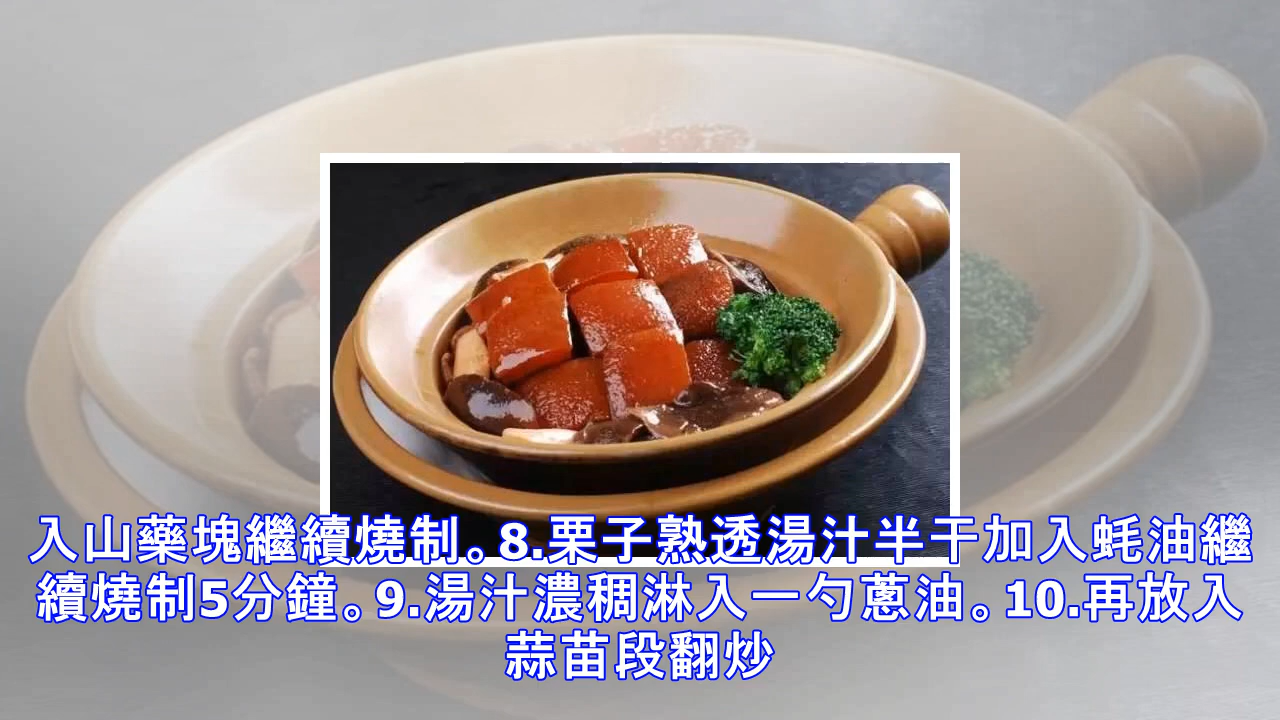 入山藥塊繼續燒制。8.栗子熟透湯汁半干加入蚝油繼
續燒制5分鐘。9.湯汁濃稠淋入一勺蔥油。10.再放入
蒜苗段翻炒